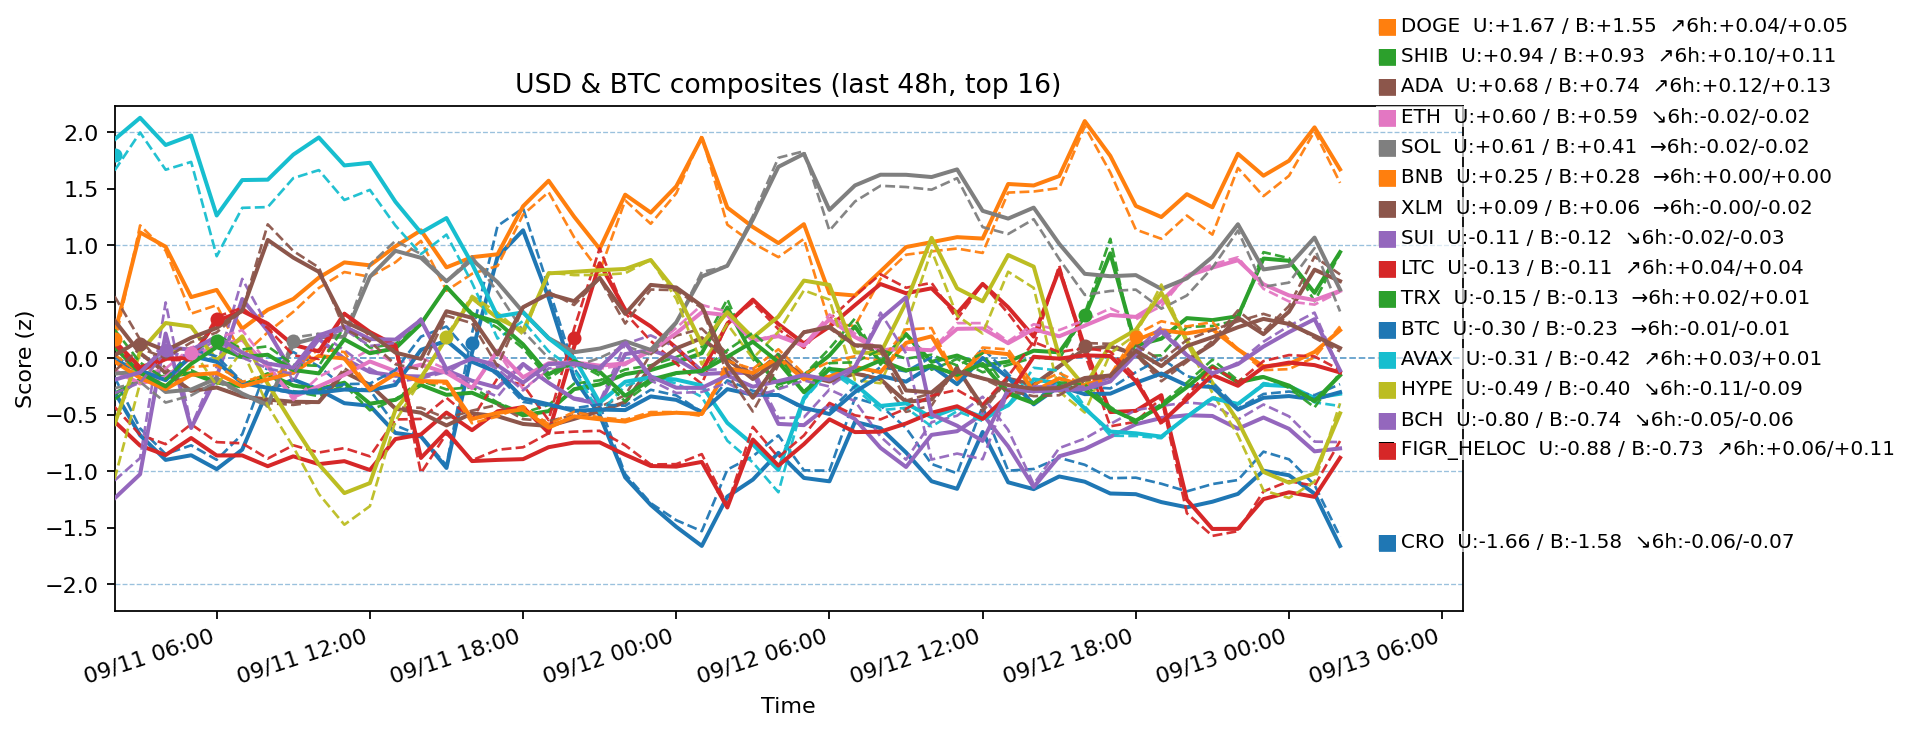 USD & BTC composites (last 48h, top 16)
DOGE U:+1.67 / B:+1.55 ↗6h:+0.04/+0.05
SHIB U:+0.94 / B:+0.93 ↗6h:+0.10/+0.11
ADA U:+0.68 / B:+0.74 ↗6h:+0.12/+0.13
ETH U:+0.60 / B:+0.59 ↘6h:-0.02/-0.02
SOL U:+0.61 / B:+0.41 →6h:-0.02/-0.02
BNB U:+0.25 / B:+0.28 →6h:+0.00/+0.00
XLM U:+0.09 / B:+0.06 →6h:-0.00/-0.02
SUI U:-0.11 / B:-0.12 ↘6h:-0.02/-0.03
LTC U:-0.13 / B:-0.11 ↗6h:+0.04/+0.04
TRX U:-0.15 / B:-0.13 →6h:+0.02/+0.01
BTC U:-0.30 / B:-0.23 →6h:-0.01/-0.01
AVAX U:-0.31 / B:-0.42 ↗6h:+0.03/+0.01
HYPE U:-0.49 / B:-0.40 ↘6h:-0.11/-0.09
BCH U:-0.80 / B:-0.74 ↘6h:-0.05/-0.06
FIGR_HELOC U:-0.88 / B:-0.73 ↗6h:+0.06/+0.11
CRO U:-1.66 / B:-1.58 ↘6h:-0.06/-0.07
Score (z)
2.0
1.5
1.0
0.5
0.0
−0.5
−1.0
−1.5
−2.0
09/11 06:00
09/11 12:00
09/11 18:00
09/12 00:00
09/12 06:00
09/12 12:00
09/12 18:00
09/13 00:00
09/13 06:00
Time